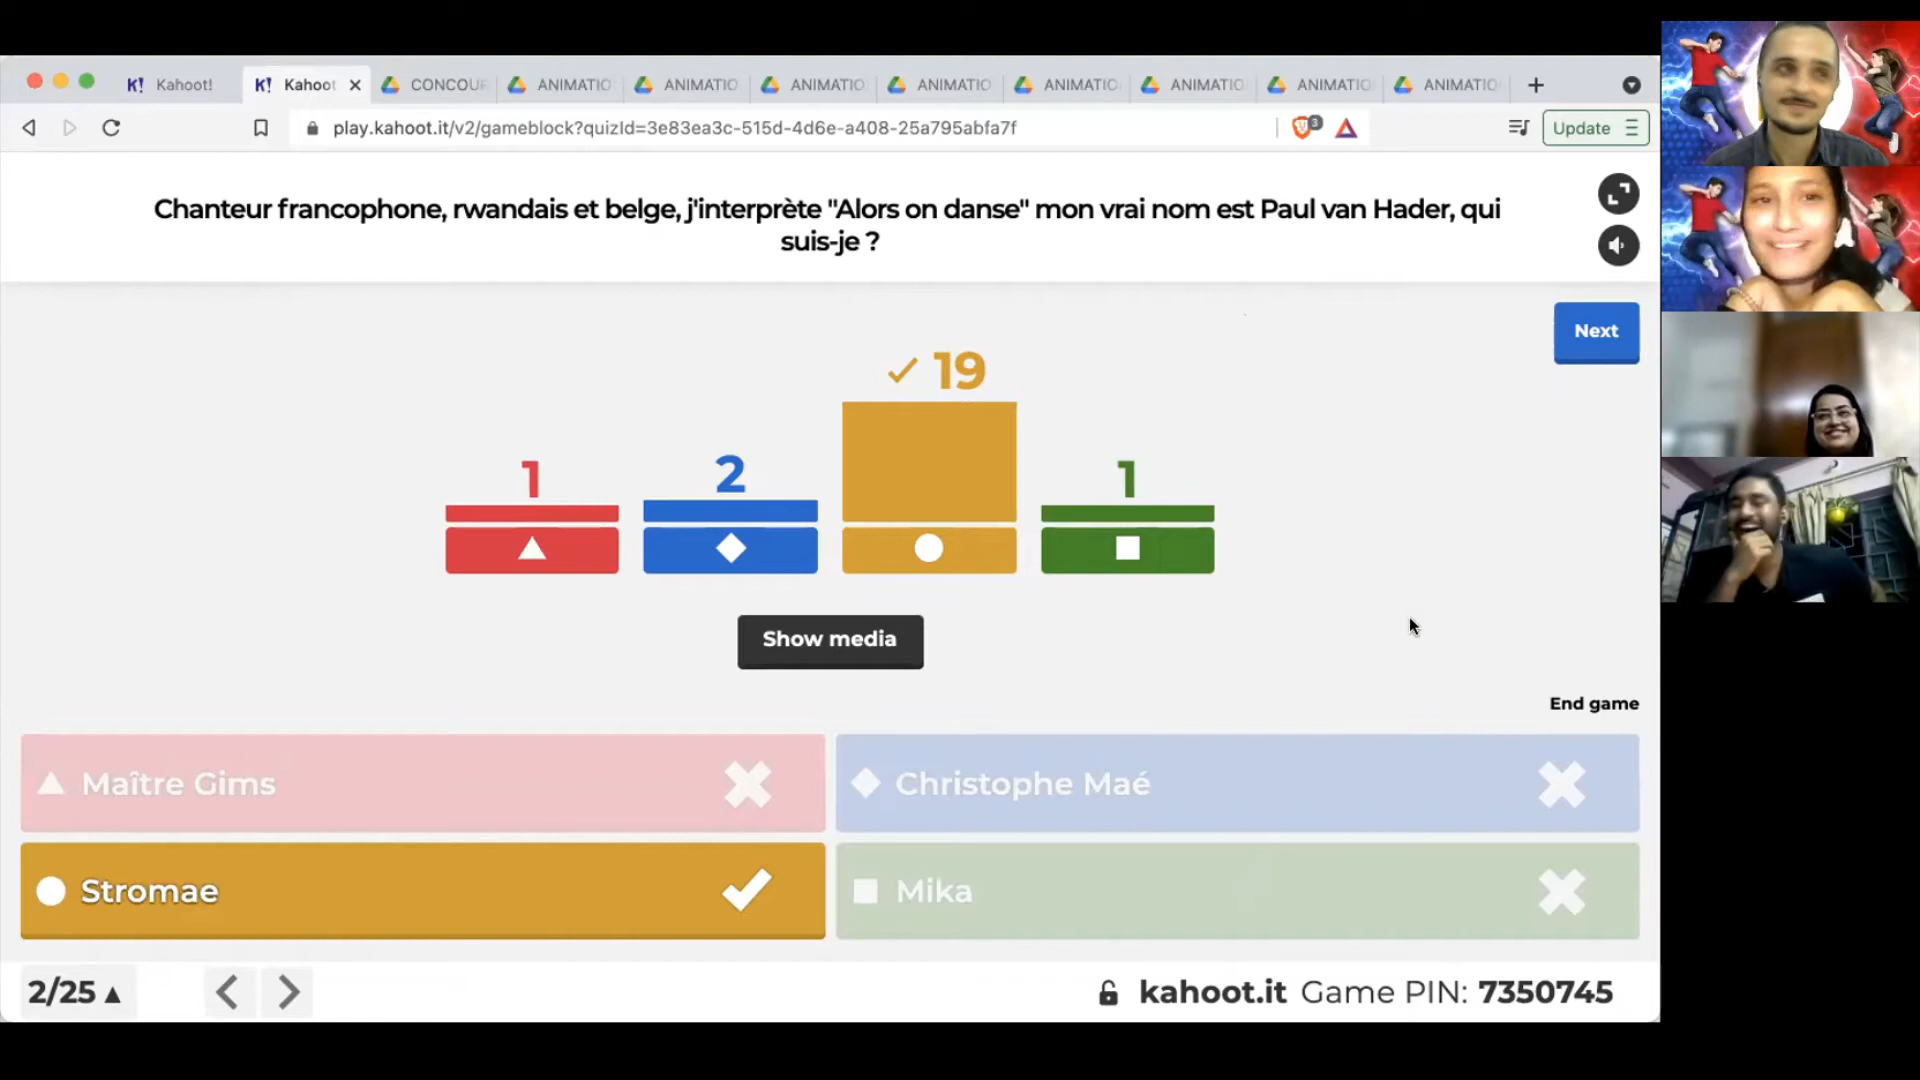 K! Kahoot!
K! Kahoot
CONCOUR
ANIMATIO
ANIMATIO
ANIMATIO
ANIMATIO
ANIMATIO
ANIMATIO
ANIMATIO
ANIMATIO
play.kahoot.it/v2/gameblock?quizId=3e83ea3c-515d-4d6e-a408-25a795abfa7f
3
Update
Chanteur francophone, rwandais et belge, j'interprète "Alors on danse" mon vrai nom est Paul van Hader, qui
suis-je ?
Next
1
2
19
1
Show media
End game
Maître Gims
Christophe Maé
Stromae
Mika
2/25
kahoot.it Game PIN: 7350745